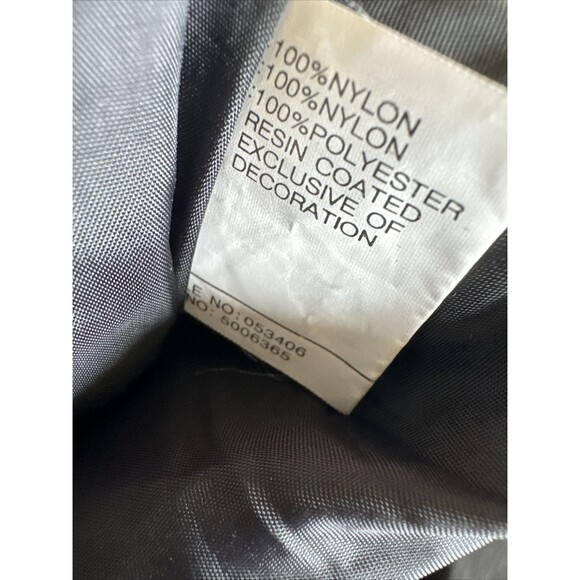 100%NYLON
:100%NYLON
:100%POLYESTER
RESIN COATED
EXCLUSIVE OF
DECORATION
E NO: 053406
NO: 5006365